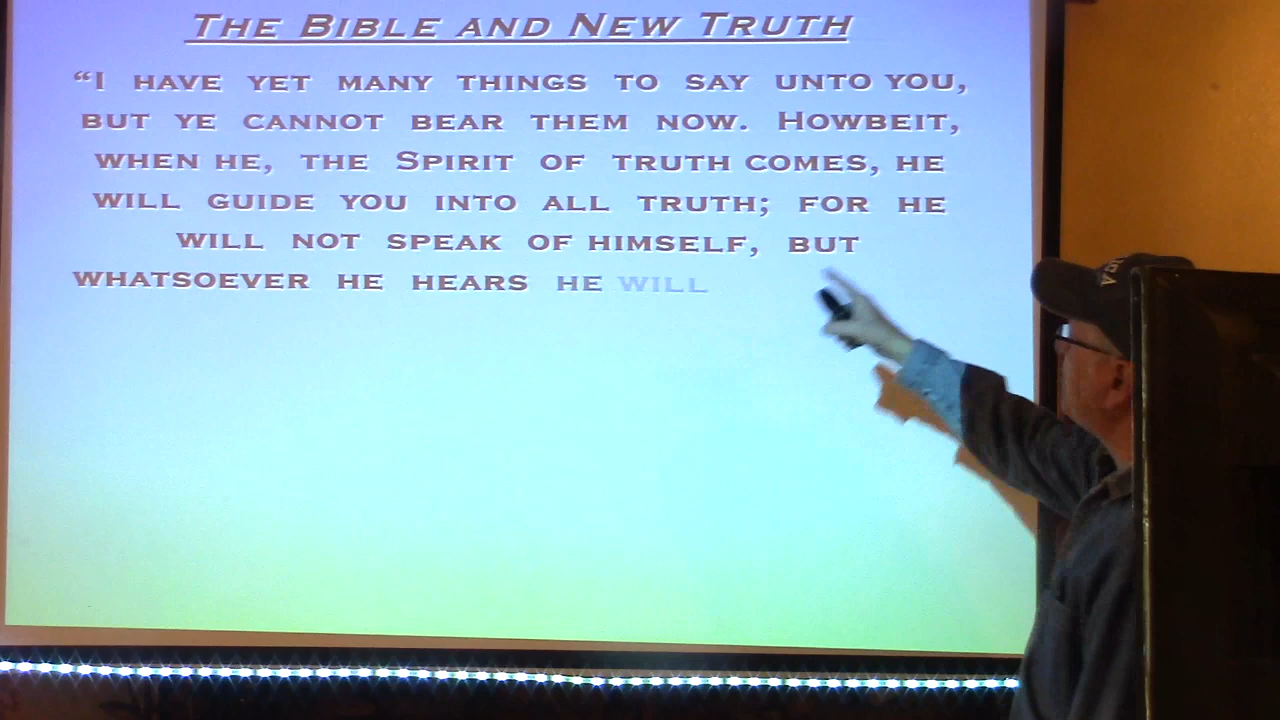 The Bible and New Truth
“I have yet many things to say unto you,
but ye cannot bear them now. Howbeit,
when he, the Spirit of truth comes, he
will guide you into all truth; for he
will not speak of himself, but
whatsoever he hears he will